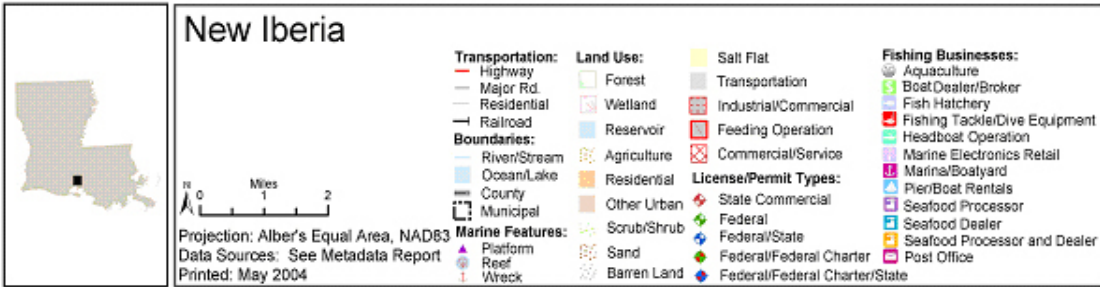 New Iberia
N
Miles
0 1 2
Projection: Alber's Equal Area, NAD83
Data Sources: See Metadata Report
Printed: May 2004
Transportation:
Highway
Major Rd.
Residential
Railroad
Boundaries:
River/Stream
Ocean/Lake
County
Municipal
Marine Features:
Platform
Reef
Wreck
Land Use:
Forest
Wetland
Reservoir
Agriculture
Residential
Other Urban
Scrub/Shrub
Sand
Barren Land
Salt Flat
Transportation
Industrial/Commercial
Feeding Operation
Commercial/Service
License/Permit Types:
State Commercial
Federal
Federal/State
Federal/Federal Charter
Federal/Federal Charter/State
Fishing Businesses:
Aquaculture
Boat Dealer/Broker
Fish Hatchery
Fishing Tackle/Dive Equipment
Headboat Operation
Marine Electronics Retail
Marina/Boatyard
Pier/Boat Rentals
Seafood Processor
Seafood Dealer
Seafood Processor and Dealer
Post Office